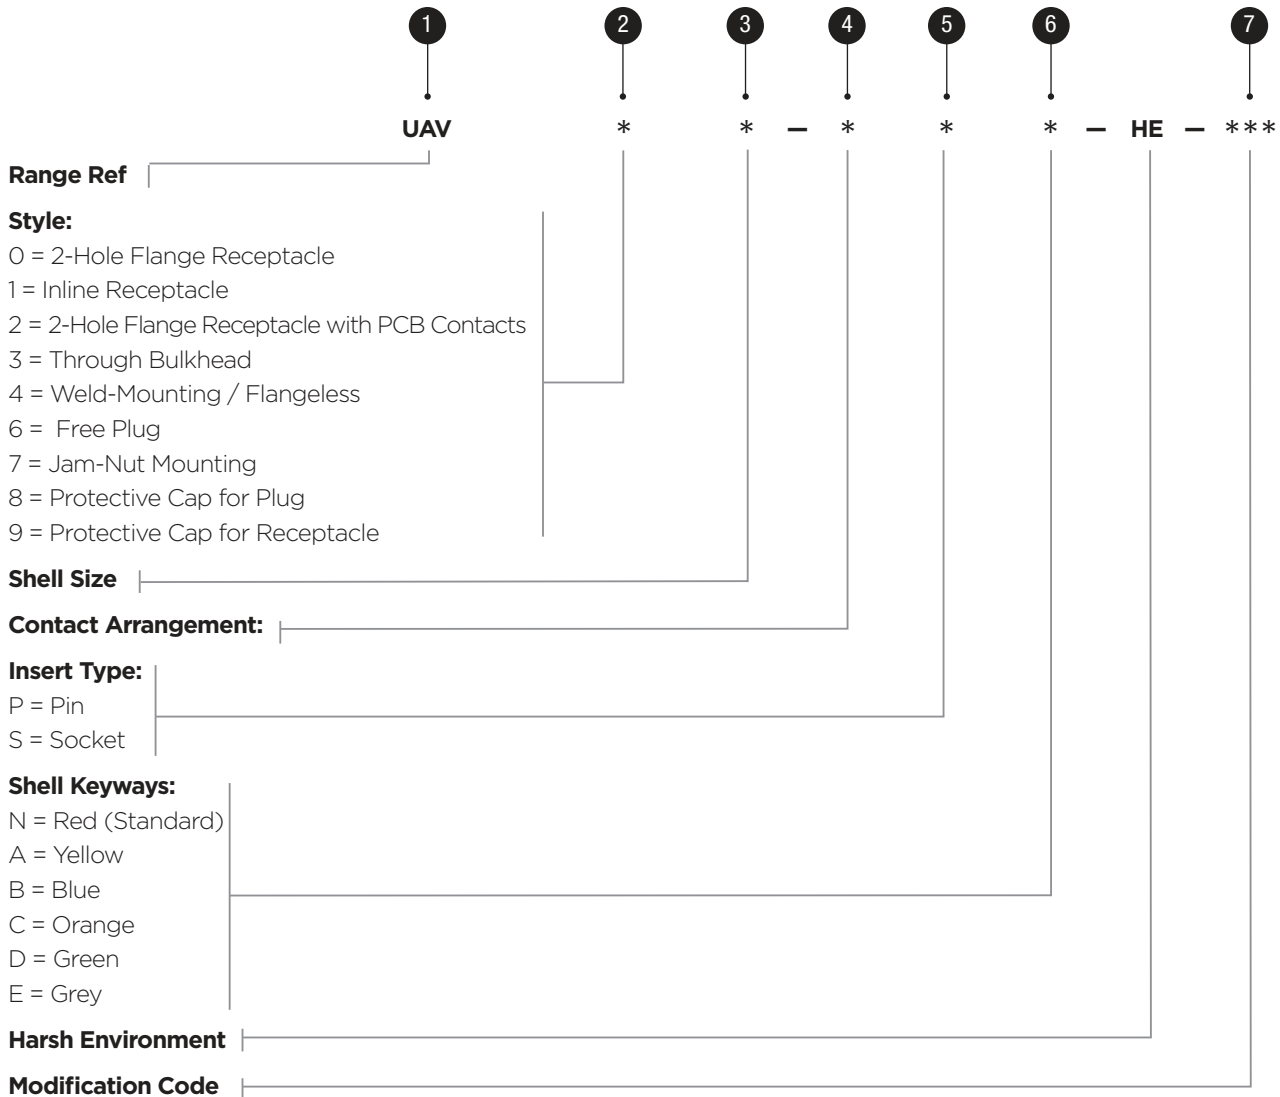 1 2 3 4 5 6 7
UAV * * – * * * – HE – ***
Range Ref
Style:
0 = 2-Hole Flange Receptacle
1 = Inline Receptacle
2 = 2-Hole Flange Receptacle with PCB Contacts
3 = Through Bulkhead
4 = Weld-Mounting / Flangeless
6 = Free Plug
7 = Jam-Nut Mounting
8 = Protective Cap for Plug
9 = Protective Cap for Receptacle
Shell Size
Contact Arrangement:
Insert Type:
P = Pin
S = Socket
Shell Keyways:
N = Red (Standard)
A = Yellow
B = Blue
C = Orange
D = Green
E = Grey
Harsh Environment
Modification Code